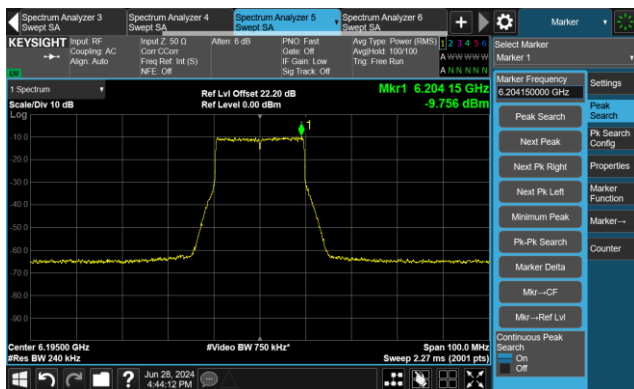 Spectrum Analyzer 3
Swept SA
Spectrum Analyzer 4
Swept SA
Spectrum Analyzer 5
Swept SA
Spectrum Analyzer 6
Swept SA
+
Marker
KEYSIGHT
Input: RF
Coupling: AC
Align: Auto
Input Z: 50 Ω
Corr CCorr
Freq Ref: Int (S)
NFE: Off
Atten: 6 dB
PNO: Fast
Gate: Off
IF Gain: Low
Sig Track: Off
Avg Type: Power (RMS)
Avg|Hold: 100/100
Trig: Free Run
1 2 3 4 5 6
A W W W W W
A N N N N N
LXI
Select Marker
Marker 1
1 Spectrum
Scale/Div 10 dB
Log
Ref Lvl Offset 22.20 dB
Ref Level 0.00 dBm
Mkr1 6.204 15 GHz
-9.756 dBm
1
-10.0
-20.0
-30.0
-40.0
-50.0
-60.0
-70.0
-80.0
-90.0
Center 6.19500 GHz
#Res BW 240 kHz
#Video BW 750 kHz*
Span 100.0 MHz
Sweep 2.27 ms (2001 pts)
Marker Frequency
6.204150000 GHz
Peak Search
Next Peak
Next Pk Right
Next Pk Left
Minimum Peak
Pk-Pk Search
Marker Delta
Mkr→CF
Mkr→Ref Lvl
Continuous Peak
Search
On
Off
Settings
Peak
Search
Pk Search
Config
Properties
Marker
Function
Marker→
Counter
?
Jun 28, 2024
4:44:12 PM